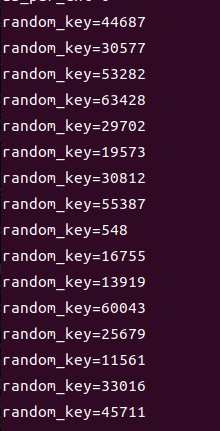 random_key=44687
random_key=30577
random_key=53282
random_key=63428
random_key=29702
random_key=19573
random_key=30812
random_key=55387
random_key=548
random_key=16755
random_key=13919
random_key=60043
random_key=25679
random_key=11561
random_key=33016
random_key=45711